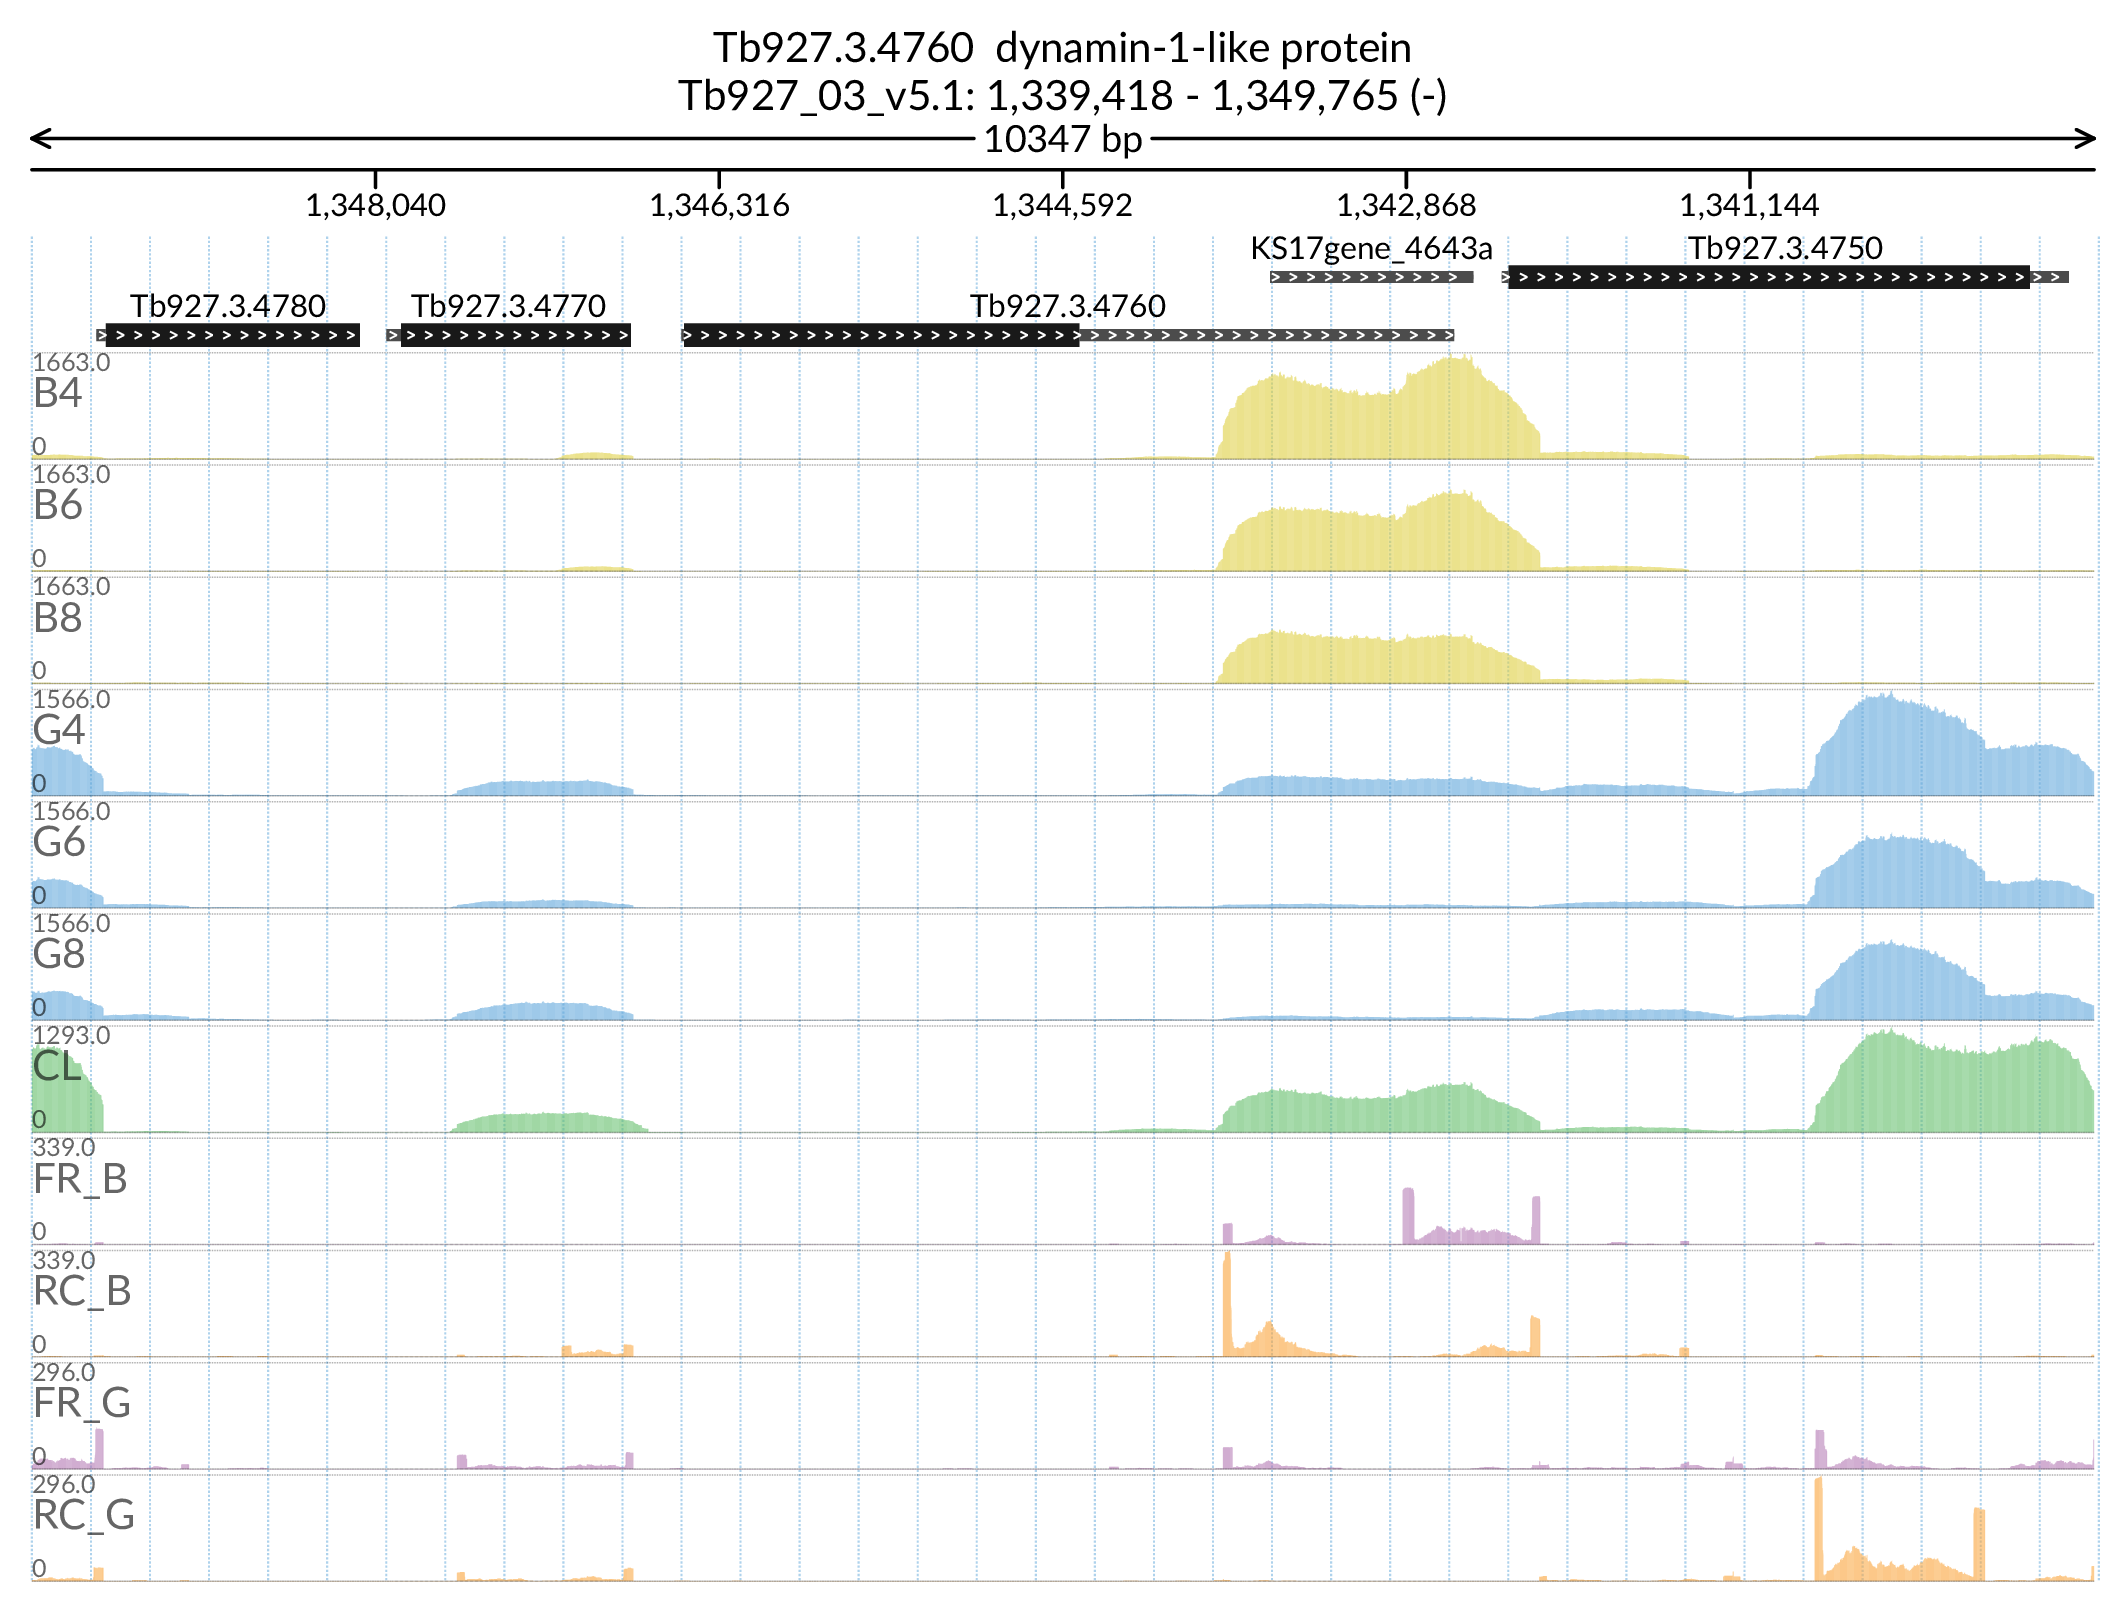 Tb927.3.4760  dynamin-1-like protein
Tb927_03_v5.1: 1,339,418 - 1,349,765 (-)
10347 bp
1,348,040 1,346,316 1,344,592 1,342,868 1,341,144
KS17gene_4643a Tb927.3.4750
Tb927.3.4780 Tb927.3.4770 Tb927.3.4760
1663.0
B4
0
1663.0
B6
0
1663.0
B8
0
1566.0
G4
0
1566.0
G6
0
1566.0
G8
0
1293.0
CL
0
339.0
FR_B
0
339.0
RC_B
0
296.0
FR_G
0
296.0
RC_G
0